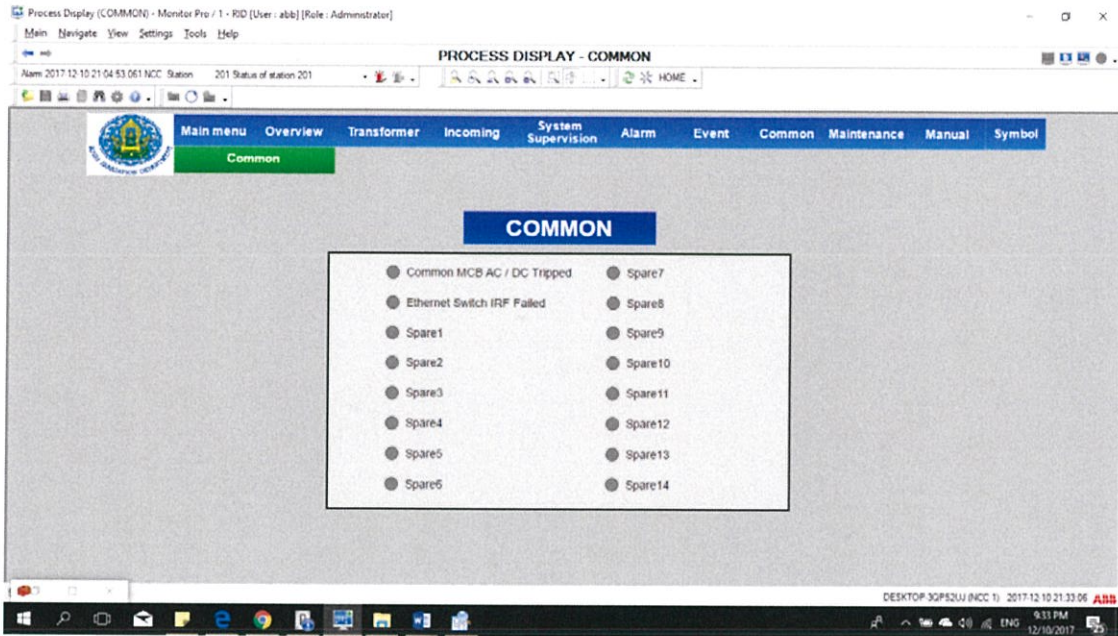 Process Display (COMMON) - Monitor Pro / 1 - RID [User : abb] [Role : Administrator]
Main Navigate View Settings Tools Help
PROCESS DISPLAY - COMMON
Alarm 2017-12-10 21:04:53.061 NCC Station 201 Status of station 201
HOME
Main menu Overview Transformer Incoming System Supervision Alarm Event Common Maintenance Manual Symbol
Common
COMMON
Common MCB AC / DC Tripped
Ethernet Switch IRF Failed
Spare1
Spare2
Spare3
Spare4
Spare5
Spare6
Spare7
Spare8
Spare9
Spare10
Spare11
Spare12
Spare13
Spare14
DESKTOP-3QP52UJ (NCC 1) 2017-12-10 21:33:06 ABB
ENG
9:33 PM
12/10/2017